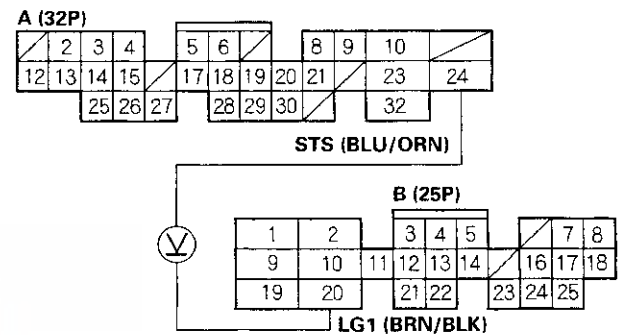 A (32P)
2 3 4 5 6 8 9 10
12 13 14 15 17 18 19 20 21 23 24
25 26 27 28 29 30 32
STS (BLU/ORN)
B (25P)
V
1 2 3 4 5 7 8
9 10 11 12 13 14 16 17 18
19 20 21 22 23 24 25
LG1 (BRN/BLK)